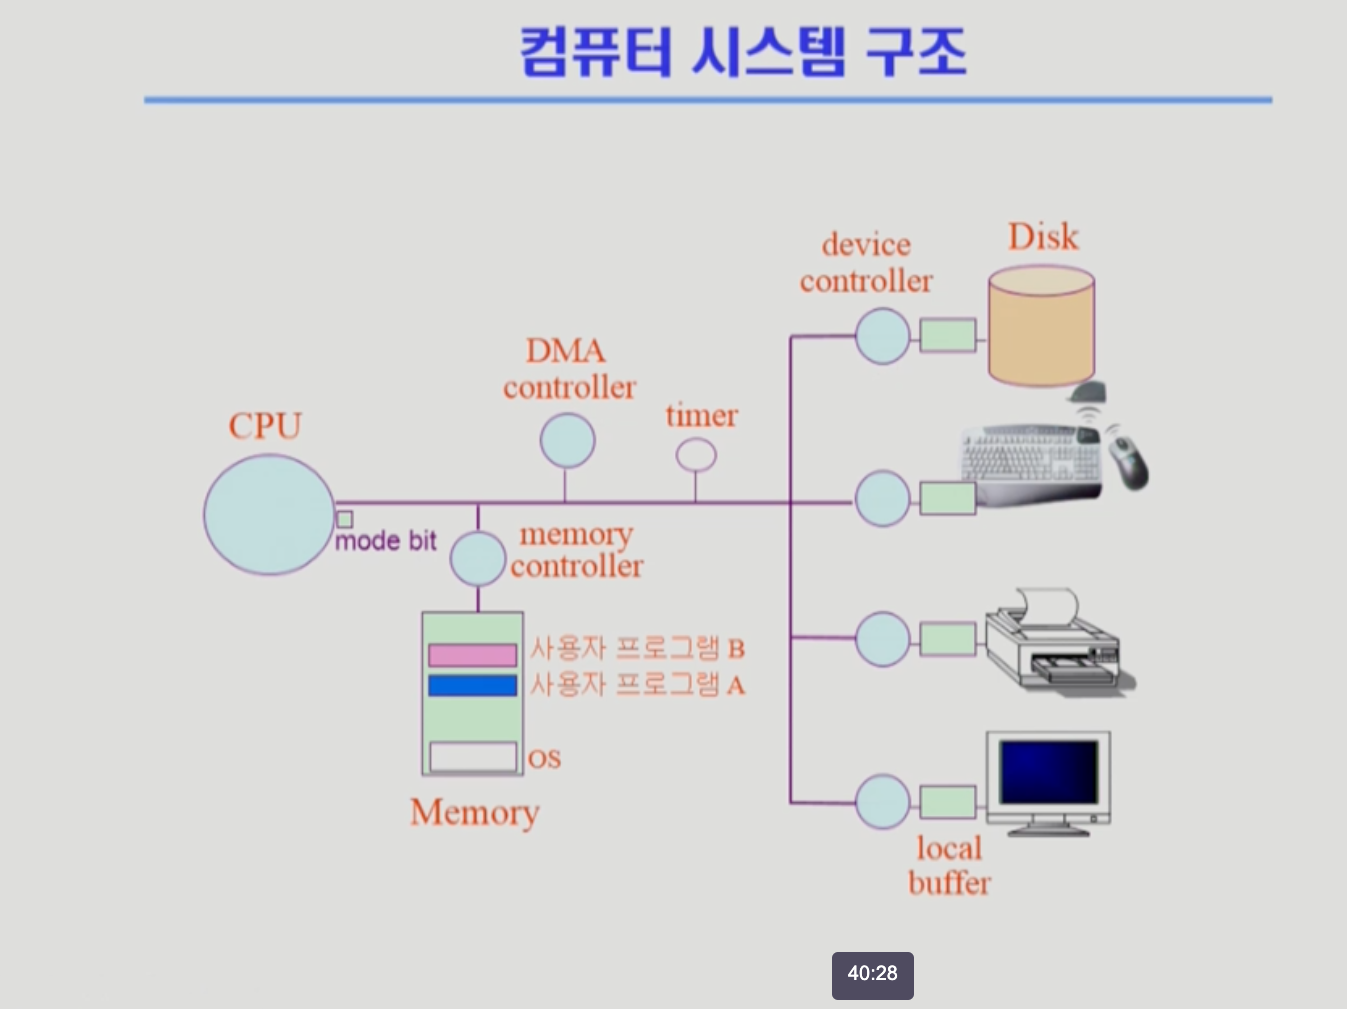 컴퓨터 시스템 구조
device
controller
Disk
DMA
controller
timer
CPU
mode bit
memory
controller
사용자 프로그램 B
사용자 프로그램 A
OS
Memory
local
buffer
40:28